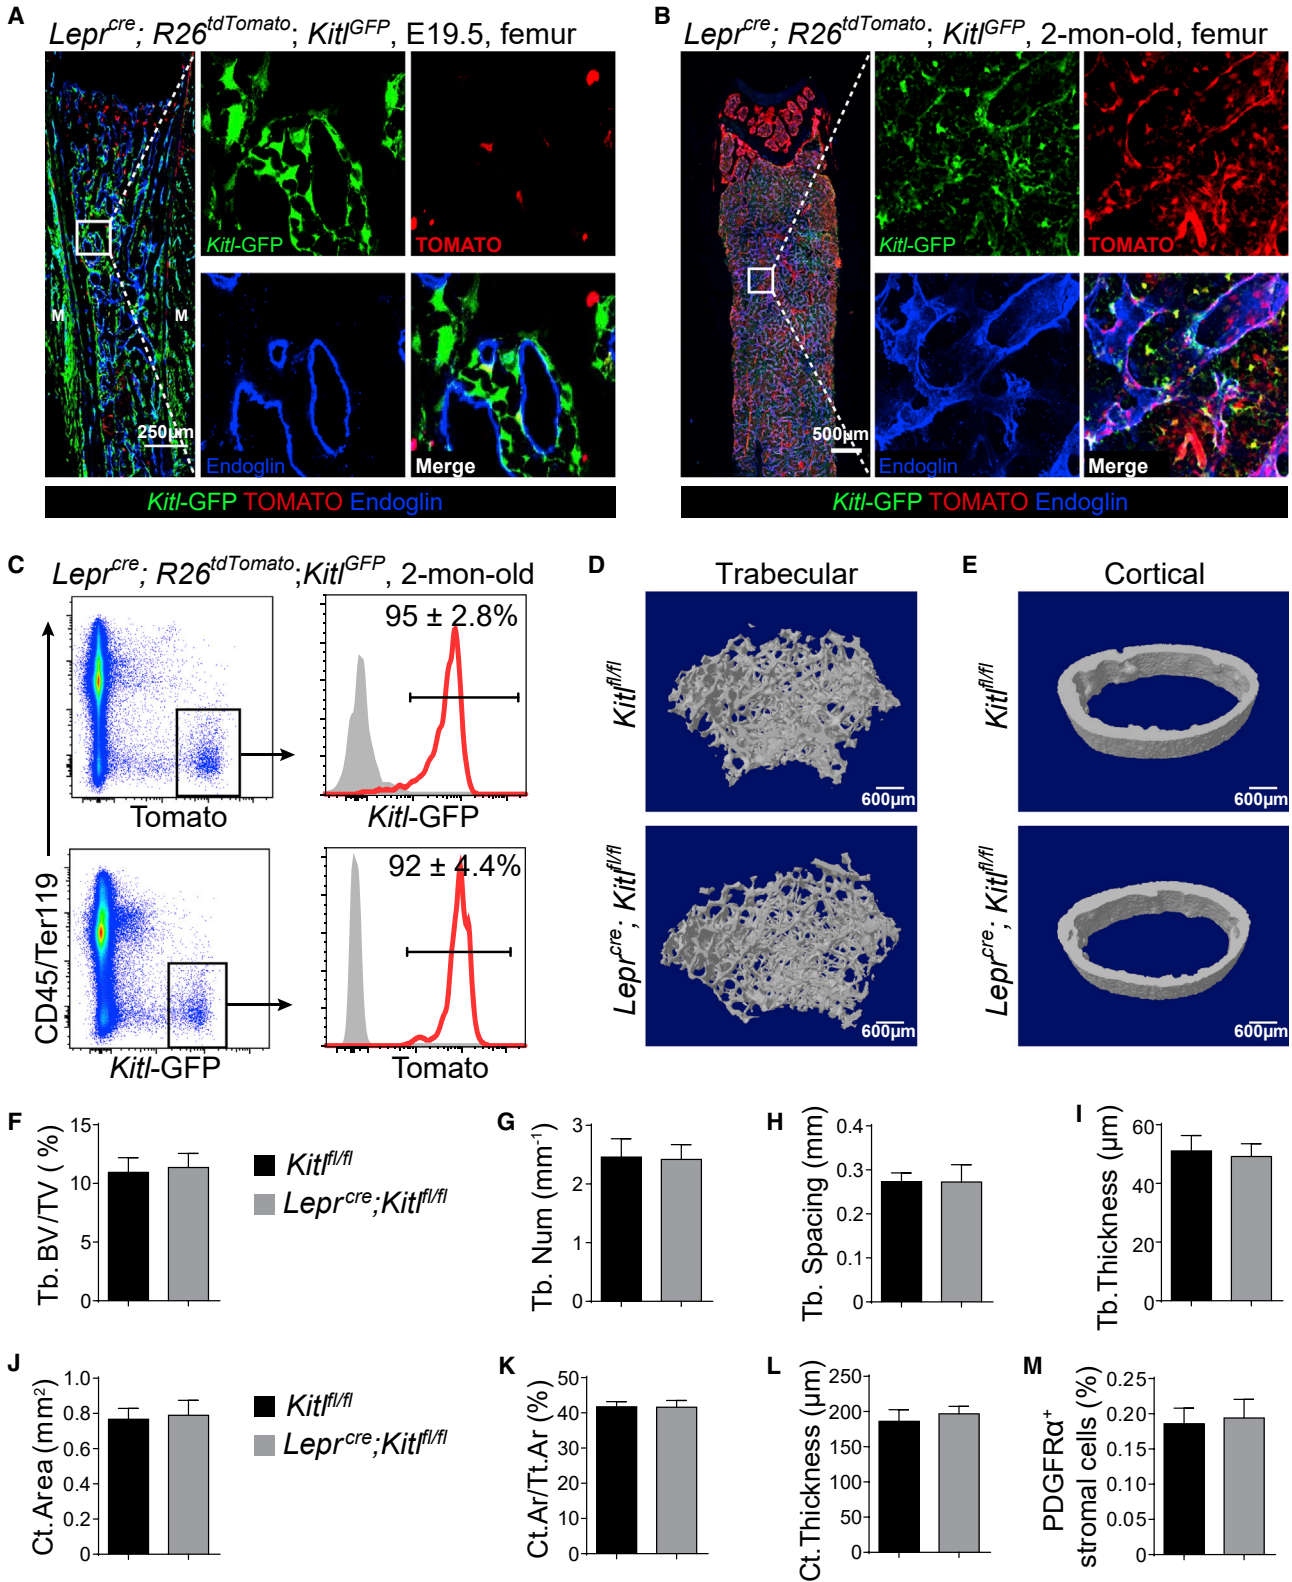 A
Lepr^cre; R26^tdTomato; Kitl^GFP, E19.5, femur
Kitl-GFP
TOMATO
M
M
250µm
Endoglin
Merge
Kitl-GFP TOMATO Endoglin
B
Lepr^cre; R26^tdTomato; Kitl^GFP, 2-mon-old, femur
Kitl-GFP
TOMATO
500µm
Endoglin
Merge
Kitl-GFP TOMATO Endoglin
C
Lepr^cre; R26^tdTomato;Kitl^GFP, 2-mon-old
CD45/Ter119
Tomato
95 ± 2.8%
Kitl-GFP
Kitl-GFP
92 ± 4.4%
Tomato
D
Trabecular
Kitl^fl/fl
600µm
Lepr^cre; Kitl^fl/fl
600µm
E
Cortical
Kitl^fl/fl
600µm
Lepr^cre; Kitl^fl/fl
600µm
F
Tb. BV/TV ( %)
15
10
5
0
Kitl^fl/fl
Lepr^cre;Kitl^fl/fl
G
Tb. Num (mm^-1)
3
2
1
0
H
Tb. Spacing (mm)
0.4
0.3
0.2
0.1
0
I
Tb.Thickness (µm)
60
40
20
0
J
Ct. Area (mm²)
1.0
0.8
0.6
0.4
0.2
0
Kitl^fl/fl
Lepr^cre;Kitl^fl/fl
K
Ct.Ar/Tt.Ar (%)
50
40
30
20
10
0
L
Ct.Thickness (µm)
250
200
150
100
50
0
M
PDGFRα⁺
stromal cells (%)
0.25
0.20
0.15
0.10
0.05
0